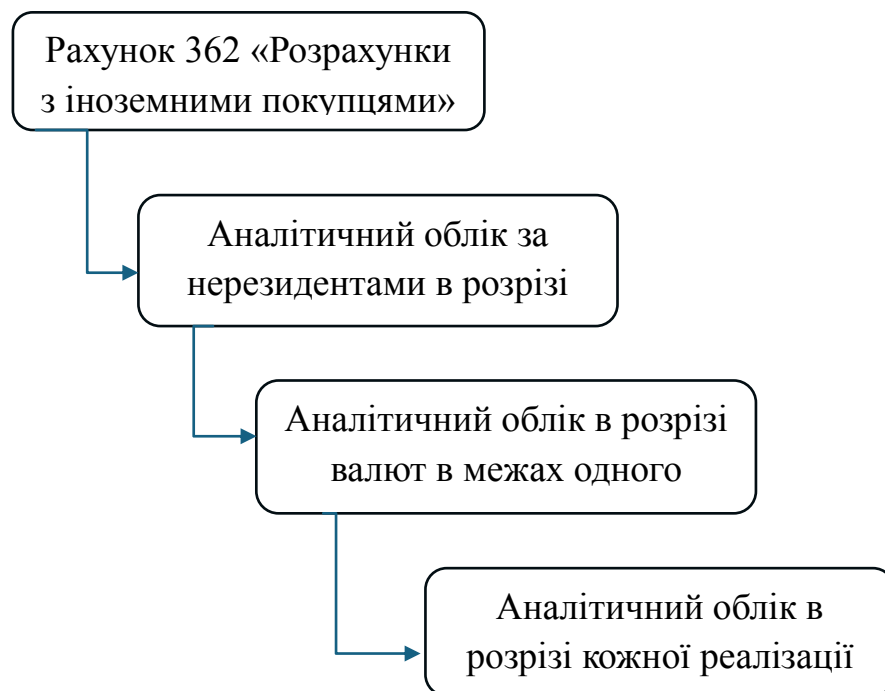 Рахунок 362 «Розрахунки
з іноземними покупцями»
Аналітичний облік за
нерезидентами в розрізі
Аналітичний облік в розрізі
валют в межах одного
Аналітичний облік в
розрізі кожної реалізації